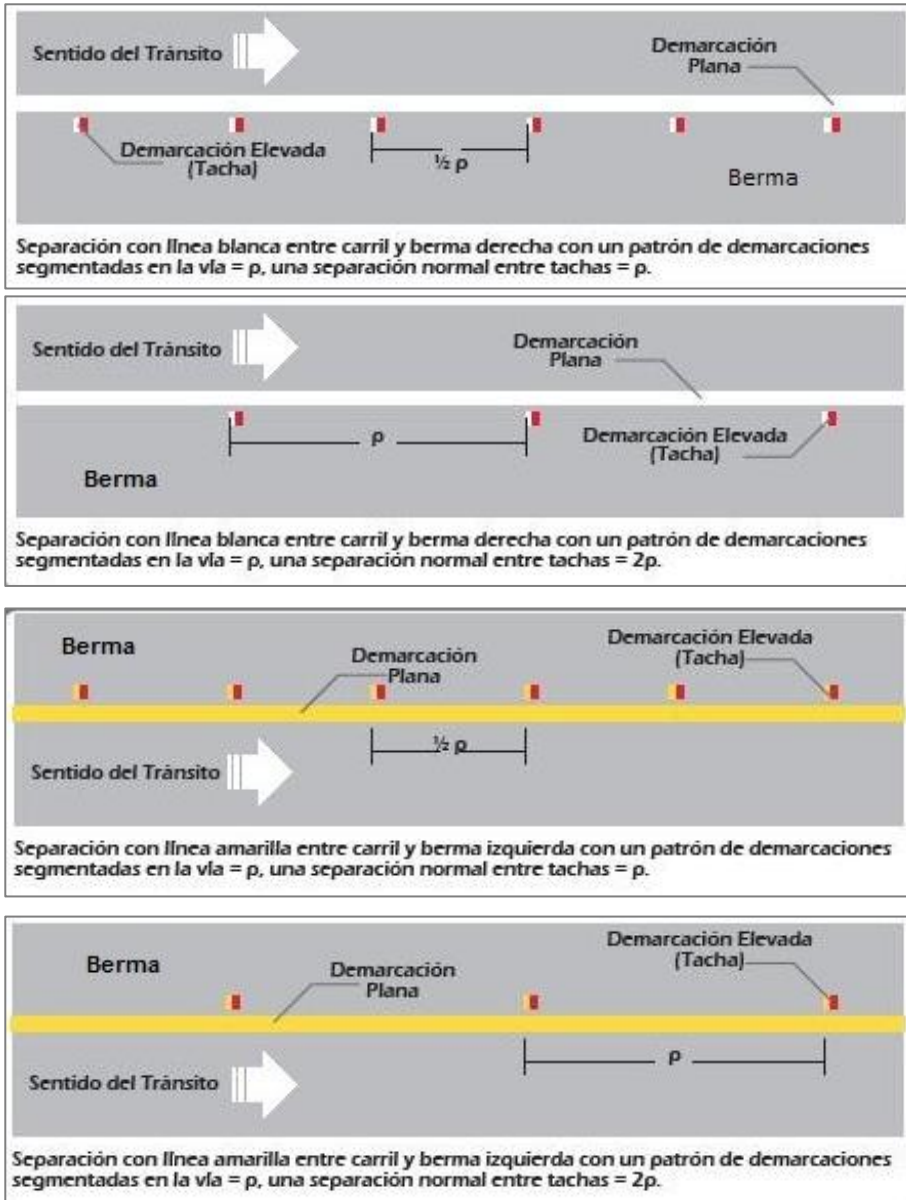 Sentido del Tránsito
Demarcación
Plana
Demarcación Elevada
(Tacha)
½ ρ
Berma
Separación con línea blanca entre carril y berma derecha con un patrón de demarcaciones
segmentadas en la vía = ρ, una separación normal entre tachas = ρ.
Sentido del Tránsito
Demarcación
Plana
ρ
Demarcación Elevada
(Tacha)
Berma
Separación con línea blanca entre carril y berma derecha con un patrón de demarcaciones
segmentadas en la vía = ρ, una separación normal entre tachas = 2ρ.
Berma
Demarcación
Plana
Demarcación Elevada
(Tacha)
½ ρ
Sentido del Tránsito
Separación con línea amarilla entre carril y berma izquierda con un patrón de demarcaciones
segmentadas en la vía = ρ, una separación normal entre tachas = ρ.
Berma
Demarcación
Plana
Demarcación Elevada
(Tacha)
ρ
Sentido del Tránsito
Separación con línea amarilla entre carril y berma izquierda con un patrón de demarcaciones
segmentadas en la vía = ρ, una separación normal entre tachas = 2ρ.